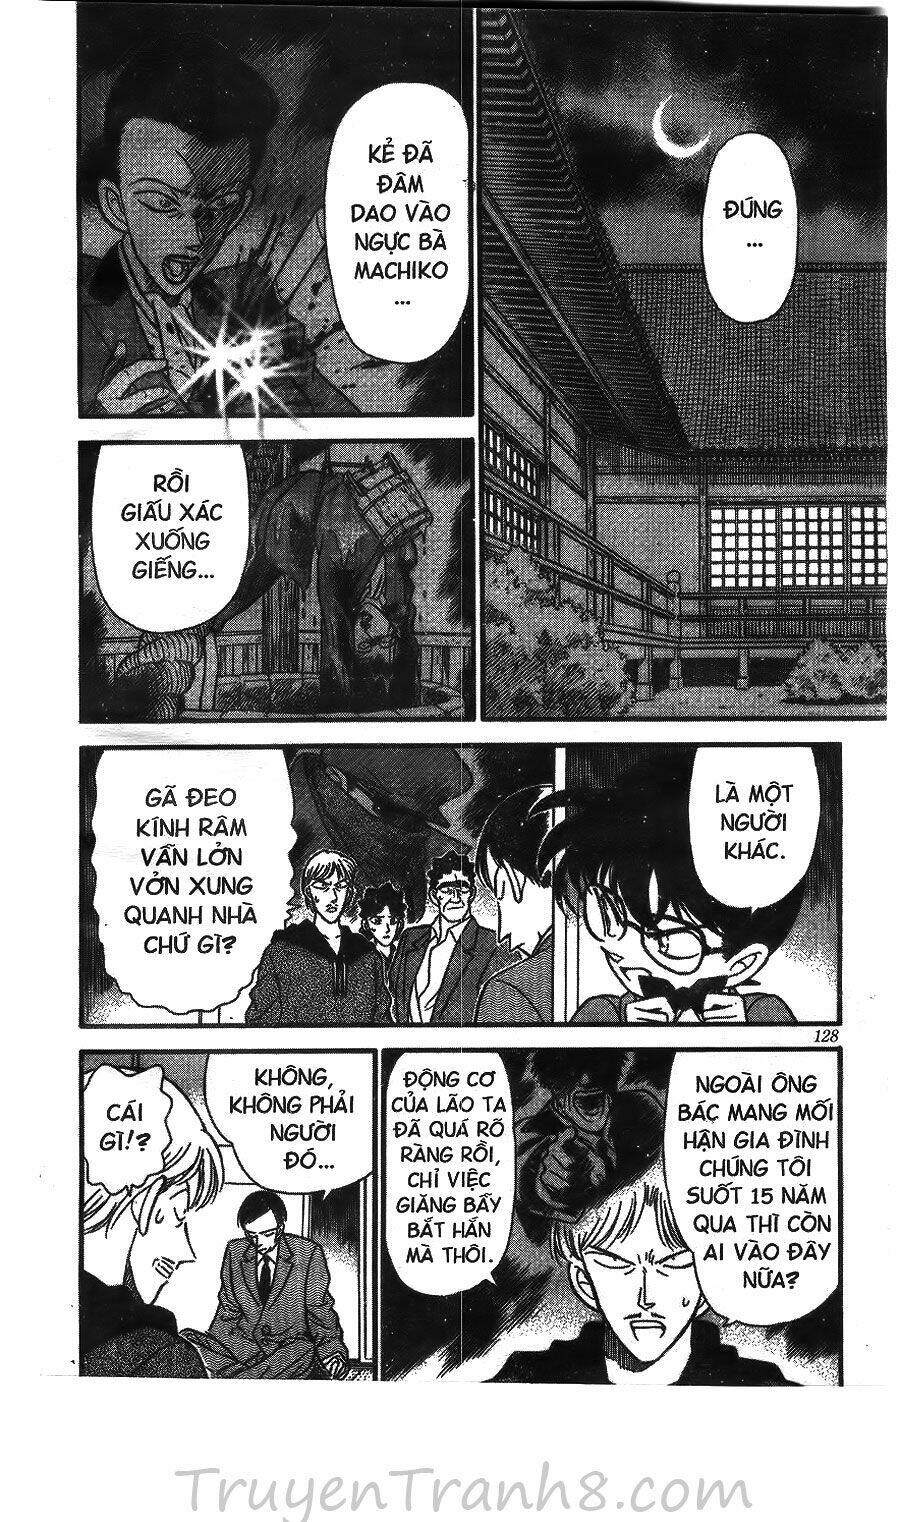 ĐÚNG
...
KẺ ĐÃ
ĐÂM
DAO VÀO
NGỰC BÀ
MACHIKO
...
RỒI
GIẤU XÁC
XUỐNG
GIẾNG...
LÀ MỘT
NGƯỜI
KHÁC.
GÃ ĐEO
KÍNH RÂM
VẪN LỞN
VỞN XUNG
QUANH NHÀ
CHỨ GÌ?
128
NGOÀI ÔNG
BÁC MANG MỐI
HẬN GIA ĐÌNH
CHÚNG TÔI
SUỐT 15 NĂM
QUA THÌ CÒN
AI VÀO ĐÂY
NỮA?
ĐỘNG CƠ
CỦA LÃO TA
ĐÃ QUÁ RÕ
RÀNG RỒI,
CHỈ VIỆC
GIĂNG BẪY
BẮT HẮN
MÀ THÔI.
KHÔNG,
KHÔNG PHẢI
NGƯỜI
ĐÓ...
CÁI
GÌ!?
TruyenTranh8.com